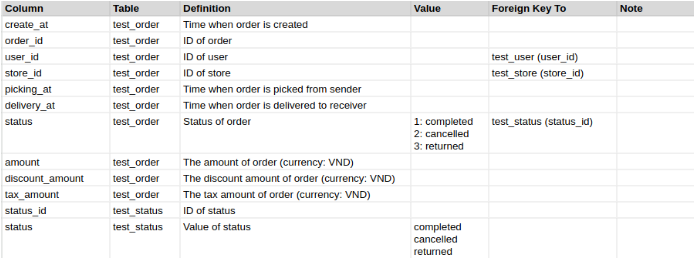 Column Table Definition Value Foreign Key To Note
create_at test_order Time when order is created
order_id test_order ID of order
user_id test_order ID of user test_user (user_id)
store_id test_order ID of store test_store (store_id)
picking_at test_order Time when order is picked from sender
delivery_at test_order Time when order is delivered to receiver
status test_order Status of order 1: completed test_status (status_id)
2: cancelled
3: returned
amount test_order The amount of order (currency: VND)
discount_amount test_order The discount amount of order (currency: VND)
tax_amount test_order The tax amount of order (currency: VND)
status_id test_status ID of status
status test_status Value of status completed
cancelled
returned